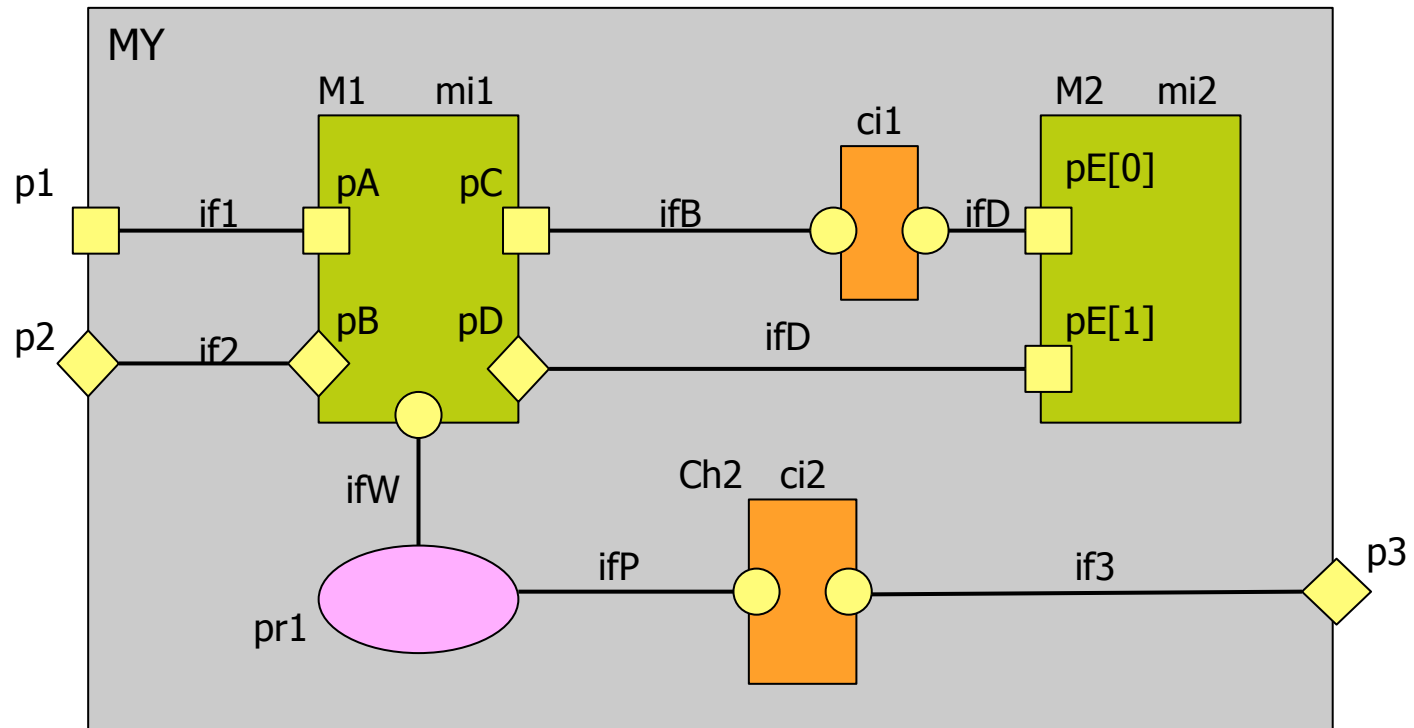 MY
M1 mi1
M2 mi2
ci1
p1
if1
pA
pC
ifB
ifD
pE[0]
p2
if2
pB
pD
ifD
pE[1]
ifW
Ch2 ci2
pr1
ifP
if3
p3